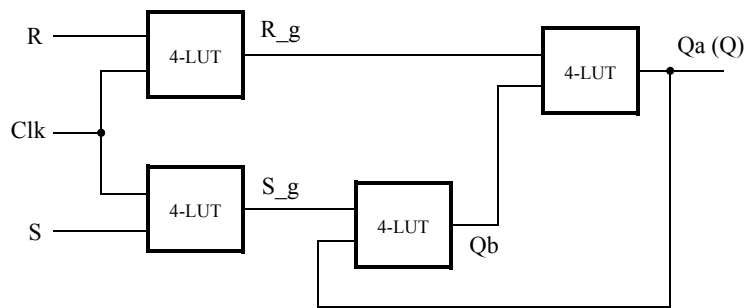 R
4-LUT
R_g
4-LUT
Qa (Q)
Clk
S
4-LUT
S_g
4-LUT
Qb